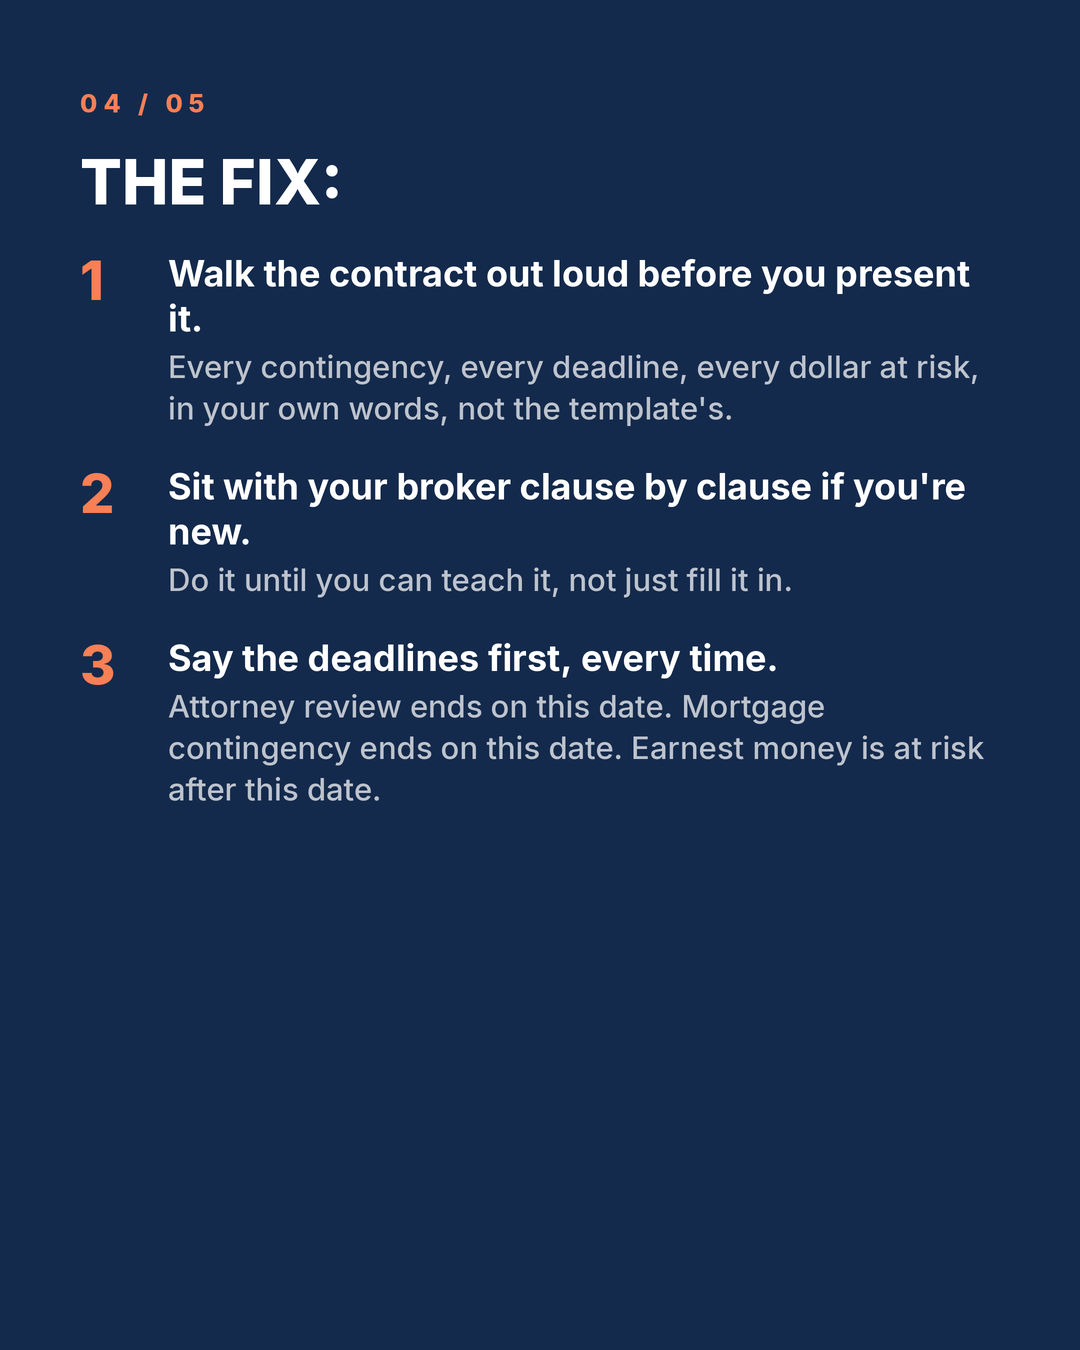 04 / 05
THE FIX:
1
Walk the contract out loud before you present
it.
Every contingency, every deadline, every dollar at risk,
in your own words, not the template's.
2
Sit with your broker clause by clause if you're
new.
Do it until you can teach it, not just fill it in.
3
Say the deadlines first, every time.
Attorney review ends on this date. Mortgage
contingency ends on this date. Earnest money is at risk
after this date.